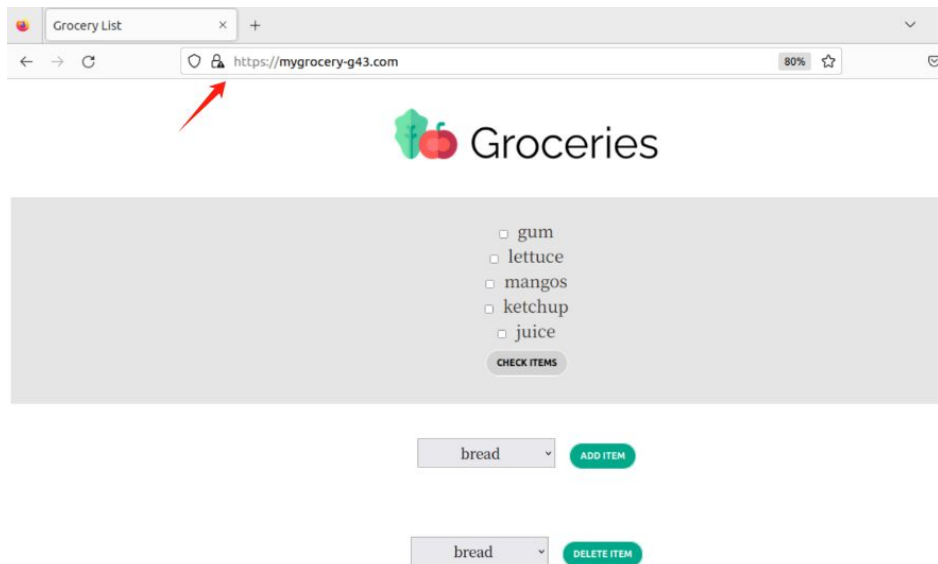 Grocery List
https://mygrocery-g43.com
80%
Groceries
gum
lettuce
mangos
ketchup
juice
CHECK ITEMS
bread
ADD ITEM
bread
DELETE ITEM